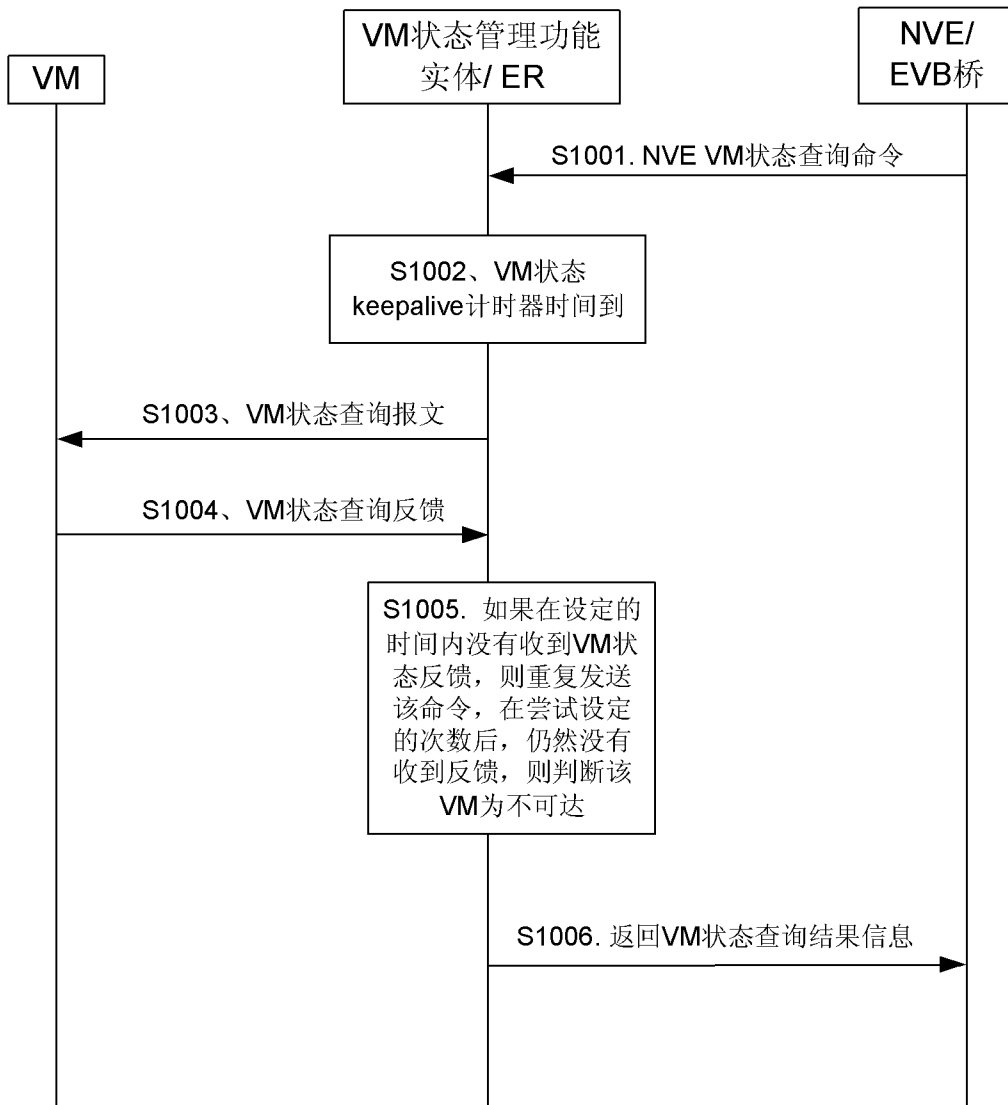 VM
VM状态管理功能
实体/ ER
NVE/
EVB桥
S1001. NVE VM状态查询命令
S1002、VM状态
keepalive计时器时间到
S1003、VM状态查询报文
S1004、VM状态查询反馈
S1005. 如果在设定的
时间内没有收到VM状
态反馈，则重复发送
该命令，在尝试设定
的次数后，仍然没有
收到反馈，则判断该
VM为不可达
S1006. 返回VM状态查询结果信息